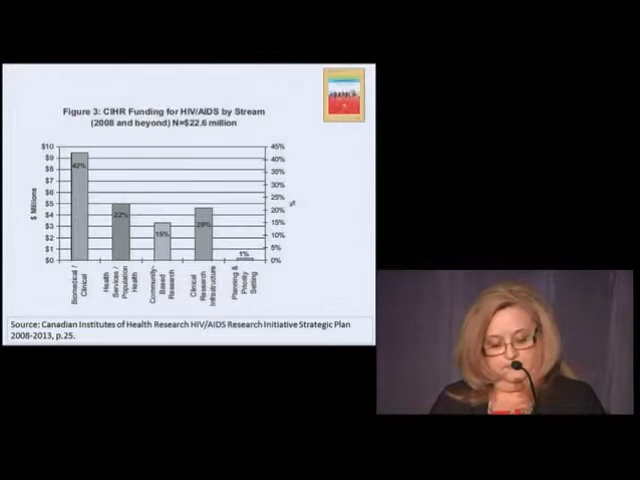 Figure 3: CIHR Funding for HIV/AIDS by Stream
(2008 and beyond) N=$22.6 million
$10
$9
$8
$7
$6
$5
$4
$3
$2
$1
$0
$ Millions
45%
40%
35%
30%
25%
20%
15%
10%
5%
0%
%
42%
22%
15%
20%
1%
Biomedical /
Clinical
Health
Services /
Population
Health
Community-
Based
Research
Clinical
Research
Infrastructure
Planning &
Priority
Setting
Source: Canadian Institutes of Health Research HIV/AIDS Research Initiative Strategic Plan
2008-2013, p.25.